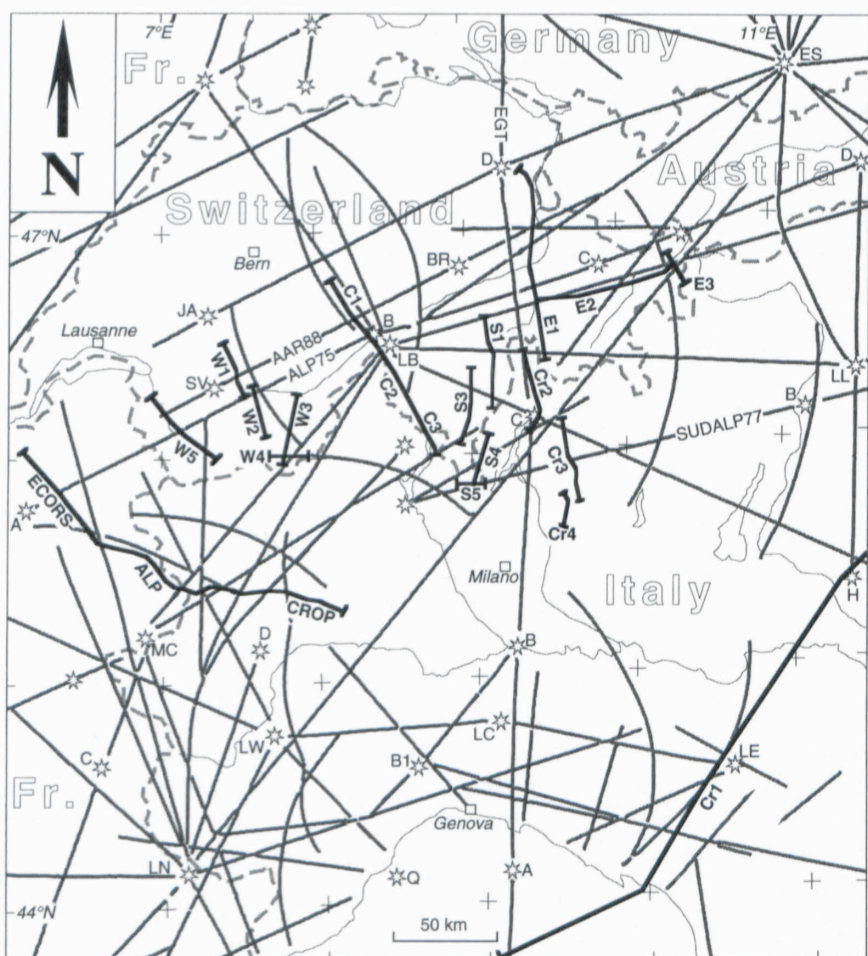 7°E
11°E
Germany
Fr.
ES
N
EGT
D
D
Austria
Switzerland
47°N
Bern
BR
C
E3
C1
E2
JA
B
S1
E1
Lausanne
AAR88
LB
W1
ALP75
LL
SV
C2
Cr2
B
W2
W3
S3
C
SUDALP77
C3
W5
W4
S4
Cr3
ECORS
S5
A
Cr4
ALP
Milano
Italy
H
CROP
MC
D
B
LC
LW
LE
C
B1
Fr.
Cr1
Genova
LN
Q
A
44°N
50 km